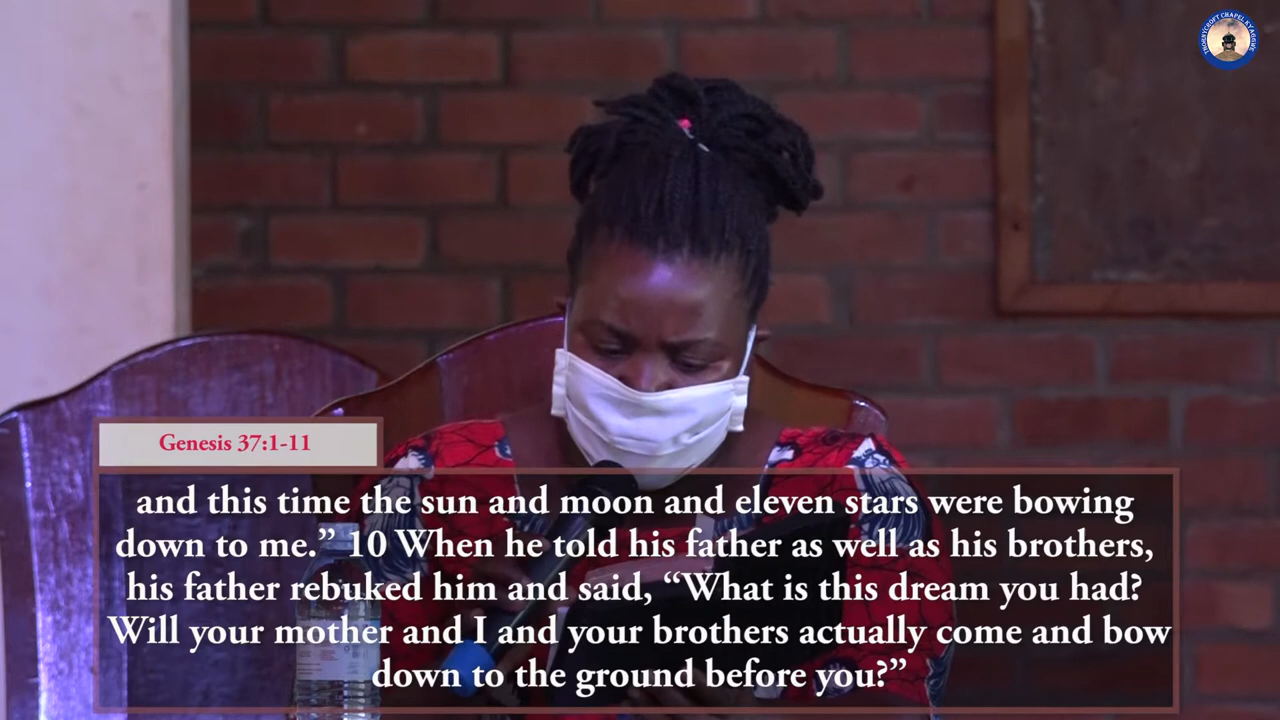 THORNYCROFT CHAPEL KYABBWE
Genesis 37:1-11
and this time the sun and moon and eleven stars were bowing
down to me.” 10 When he told his father as well as his brothers,
his father rebuked him and said, “What is this dream you had?
Will your mother and I and your brothers actually come and bow
down to the ground before you?”